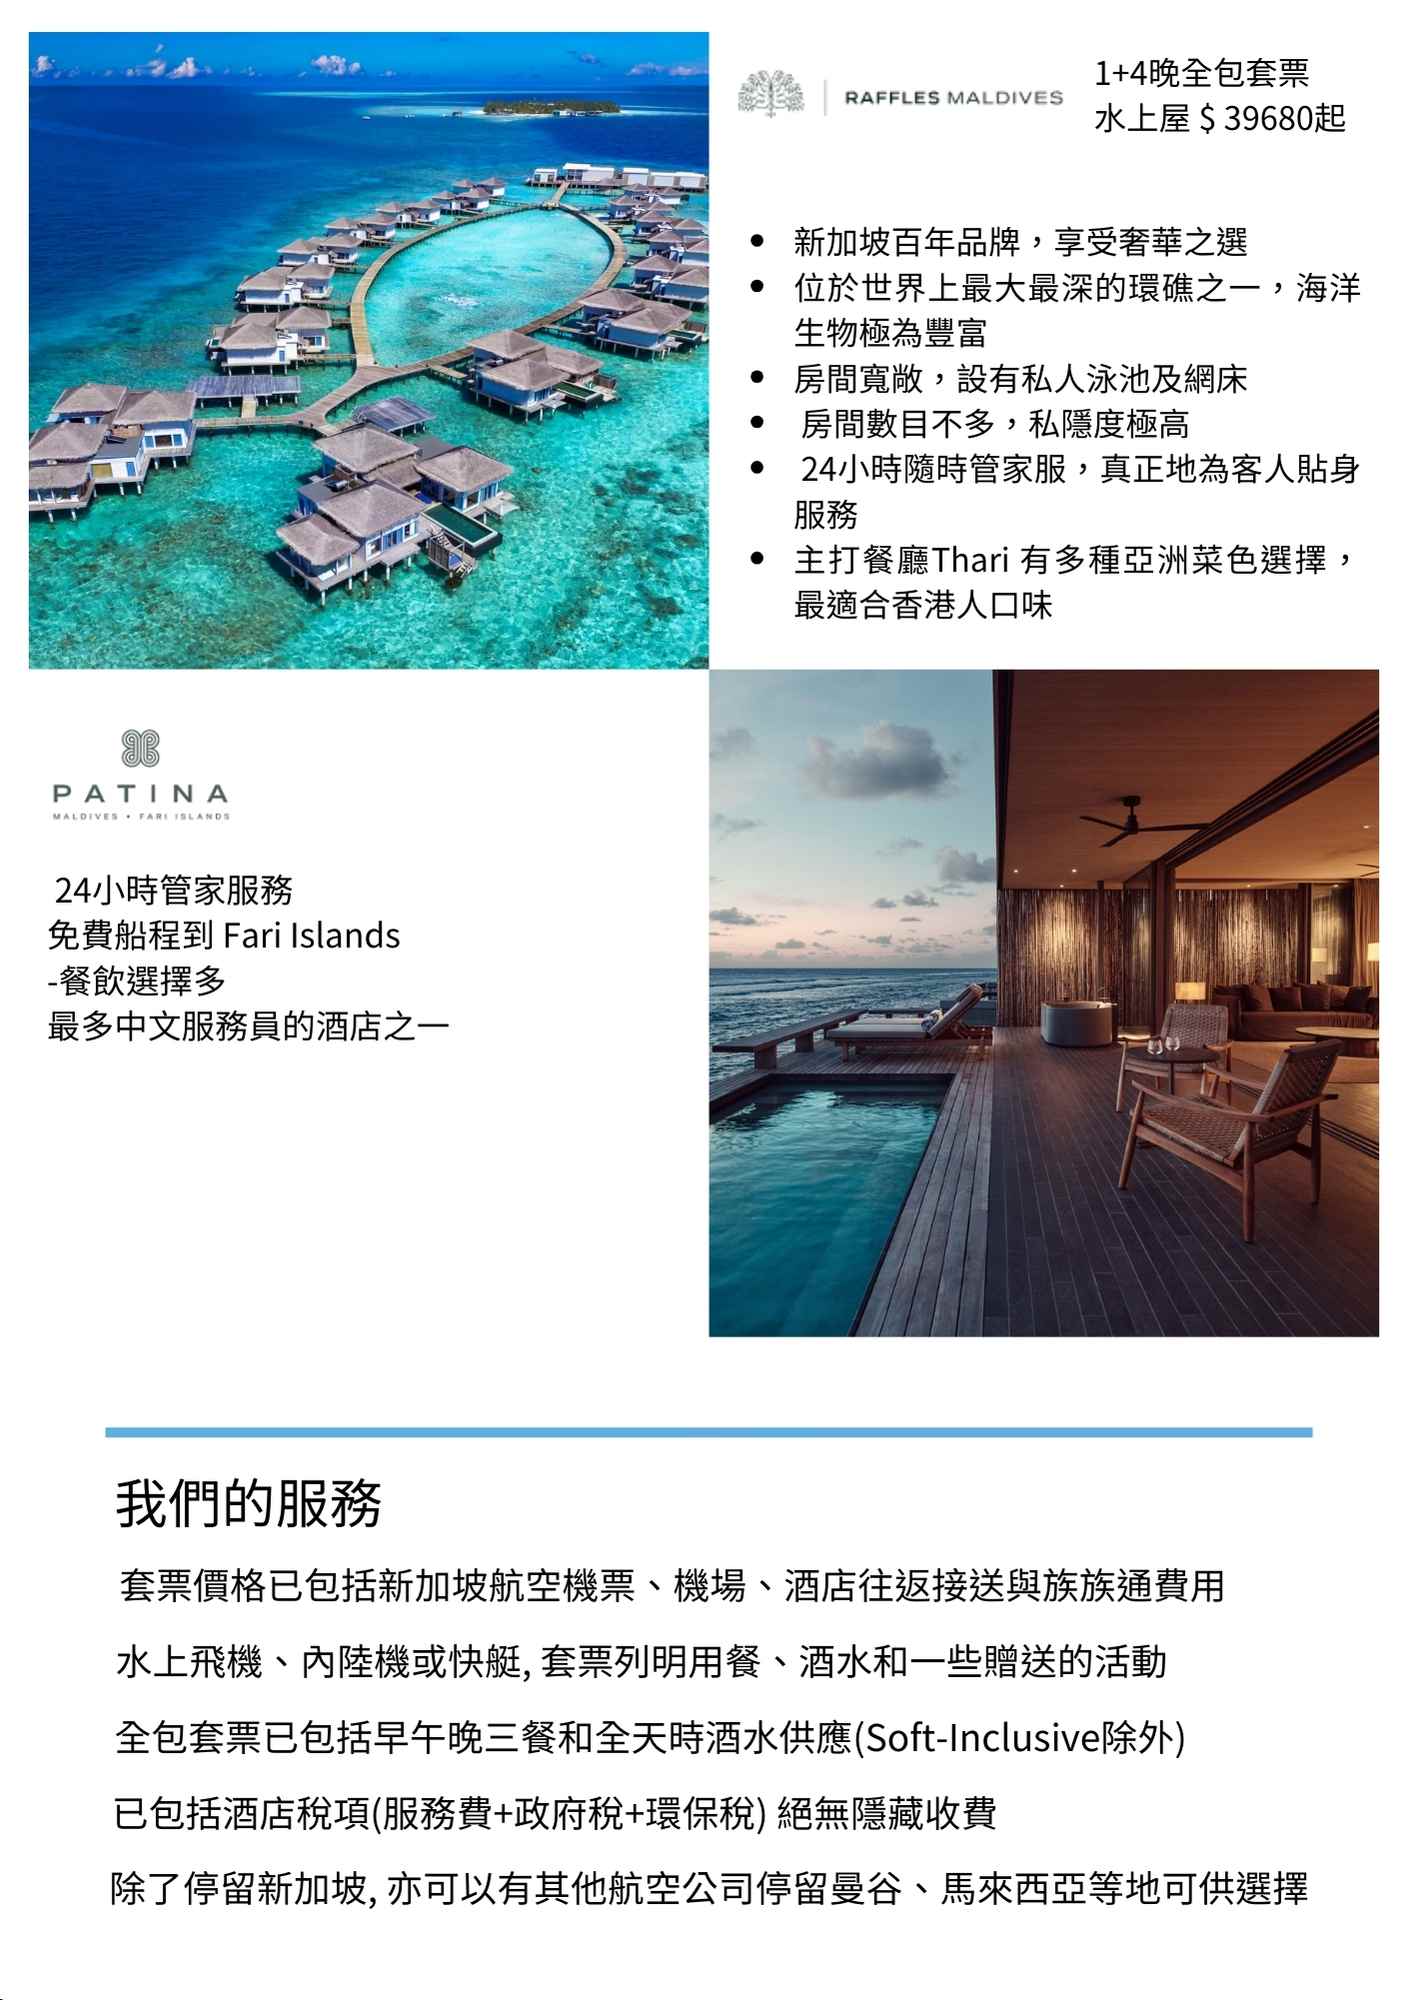 RAFFLES MALDIVES
1+4晚全包套票
水上屋 $ 39680起
• 新加坡百年品牌，享受奢華之選
• 位於世界上最大最深的環礁之一，海洋
生物極為豐富
• 房間寬敞，設有私人泳池及網床
• 房間數目不多，私隱度極高
• 24小時隨時管家服，真正地為客人貼身
服務
• 主打餐廳Thari 有多種亞洲菜色選擇，
最適合香港人口味
PATINA
MALDIVES • FARI ISLANDS
24小時管家服務
免費船程到 Fari Islands
-餐飲選擇多
最多中文服務員的酒店之一
我們的服務
套票價格已包括新加坡航空機票、機場、酒店往返接送與族族通費用
水上飛機、內陸機或快艇, 套票列明用餐、酒水和一些贈送的活動
全包套票已包括早午晚三餐和全天時酒水供應(Soft-Inclusive除外)
已包括酒店稅項(服務費+政府稅+環保稅) 絕無隱藏收費
除了停留新加坡, 亦可以有其他航空公司停留曼谷、馬來西亞等地可供選擇